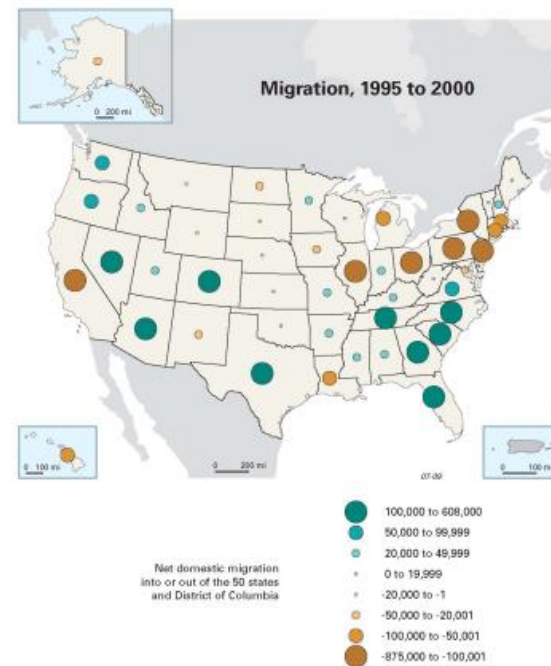 0 200 mi
Migration, 1995 to 2000
0 100 mi
0 200 mi
07-09
0 100 mi
Net domestic migration
into or out of the 50 states
and District of Columbia
100,000 to 608,000
50,000 to 99,999
20,000 to 49,999
0 to 19,999
-20,000 to -1
-50,000 to -20,001
-100,000 to -50,001
-875,000 to -100,001